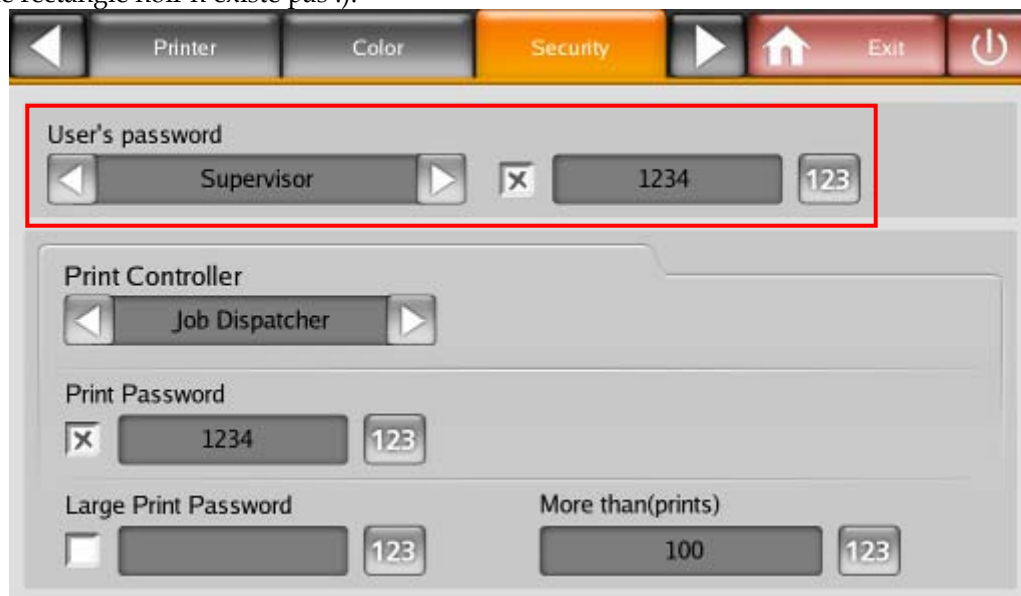 Printer Color Security Exit
User's password
Supervisor 1234 123
Print Controller
Job Dispatcher
Print Password
1234 123
Large Print Password More than(prints)
123 100 123